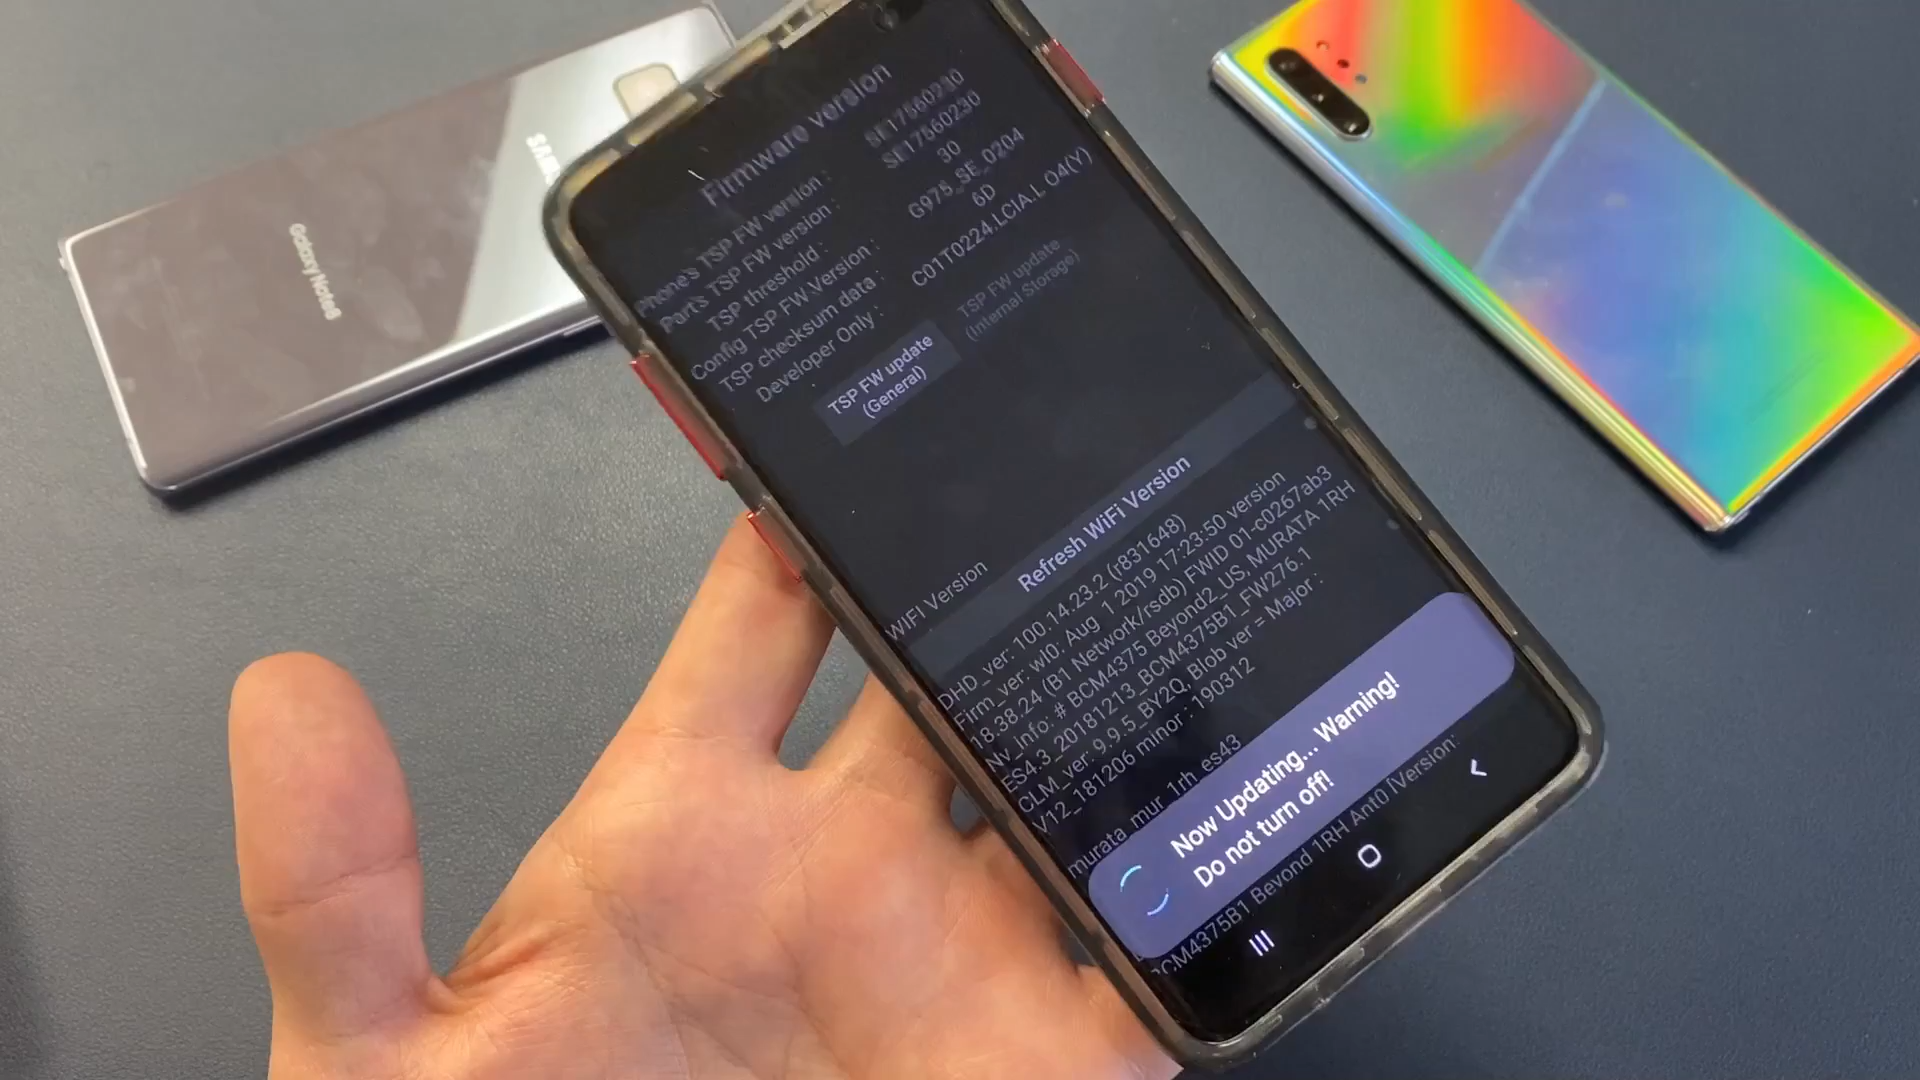 SAM
Galaxy Note8
Firmware version
Phone's TSP FW version : SE17560230
Part's TSP FW version : SE17560230
TSP threshold : 30
Config TSP FW Version : G975_SE_0204
TSP checksum data : 6D
Developer Only : C01T0224.LCIA.L O4(Y)
TSP FW update
(General)
TSP FW update
(Internal Storage)
WIFI Version
Refresh WiFi Version
DHD_ver: 100.14.23.2 (r831648)
Firm_ver: wl0: Aug 1 2019 17:23:50 version
18.38.24 (B1 Network/rsdb) FWID 01-c0267ab3
Nv_info: # BCM4375 Beyond2_US, MURATA 1RH
ES4.3_20181213_BCM4375B1_FW276.1
CLM_ver: 9.9.5_BY2Q, Blob ver = Major :
V12_181206 minor : 190312
murata_mur_1rh_es43
Now Updating... Warning!
Do not turn off!
BCM4375B1 Beyond 1RH Ant0 [Version: